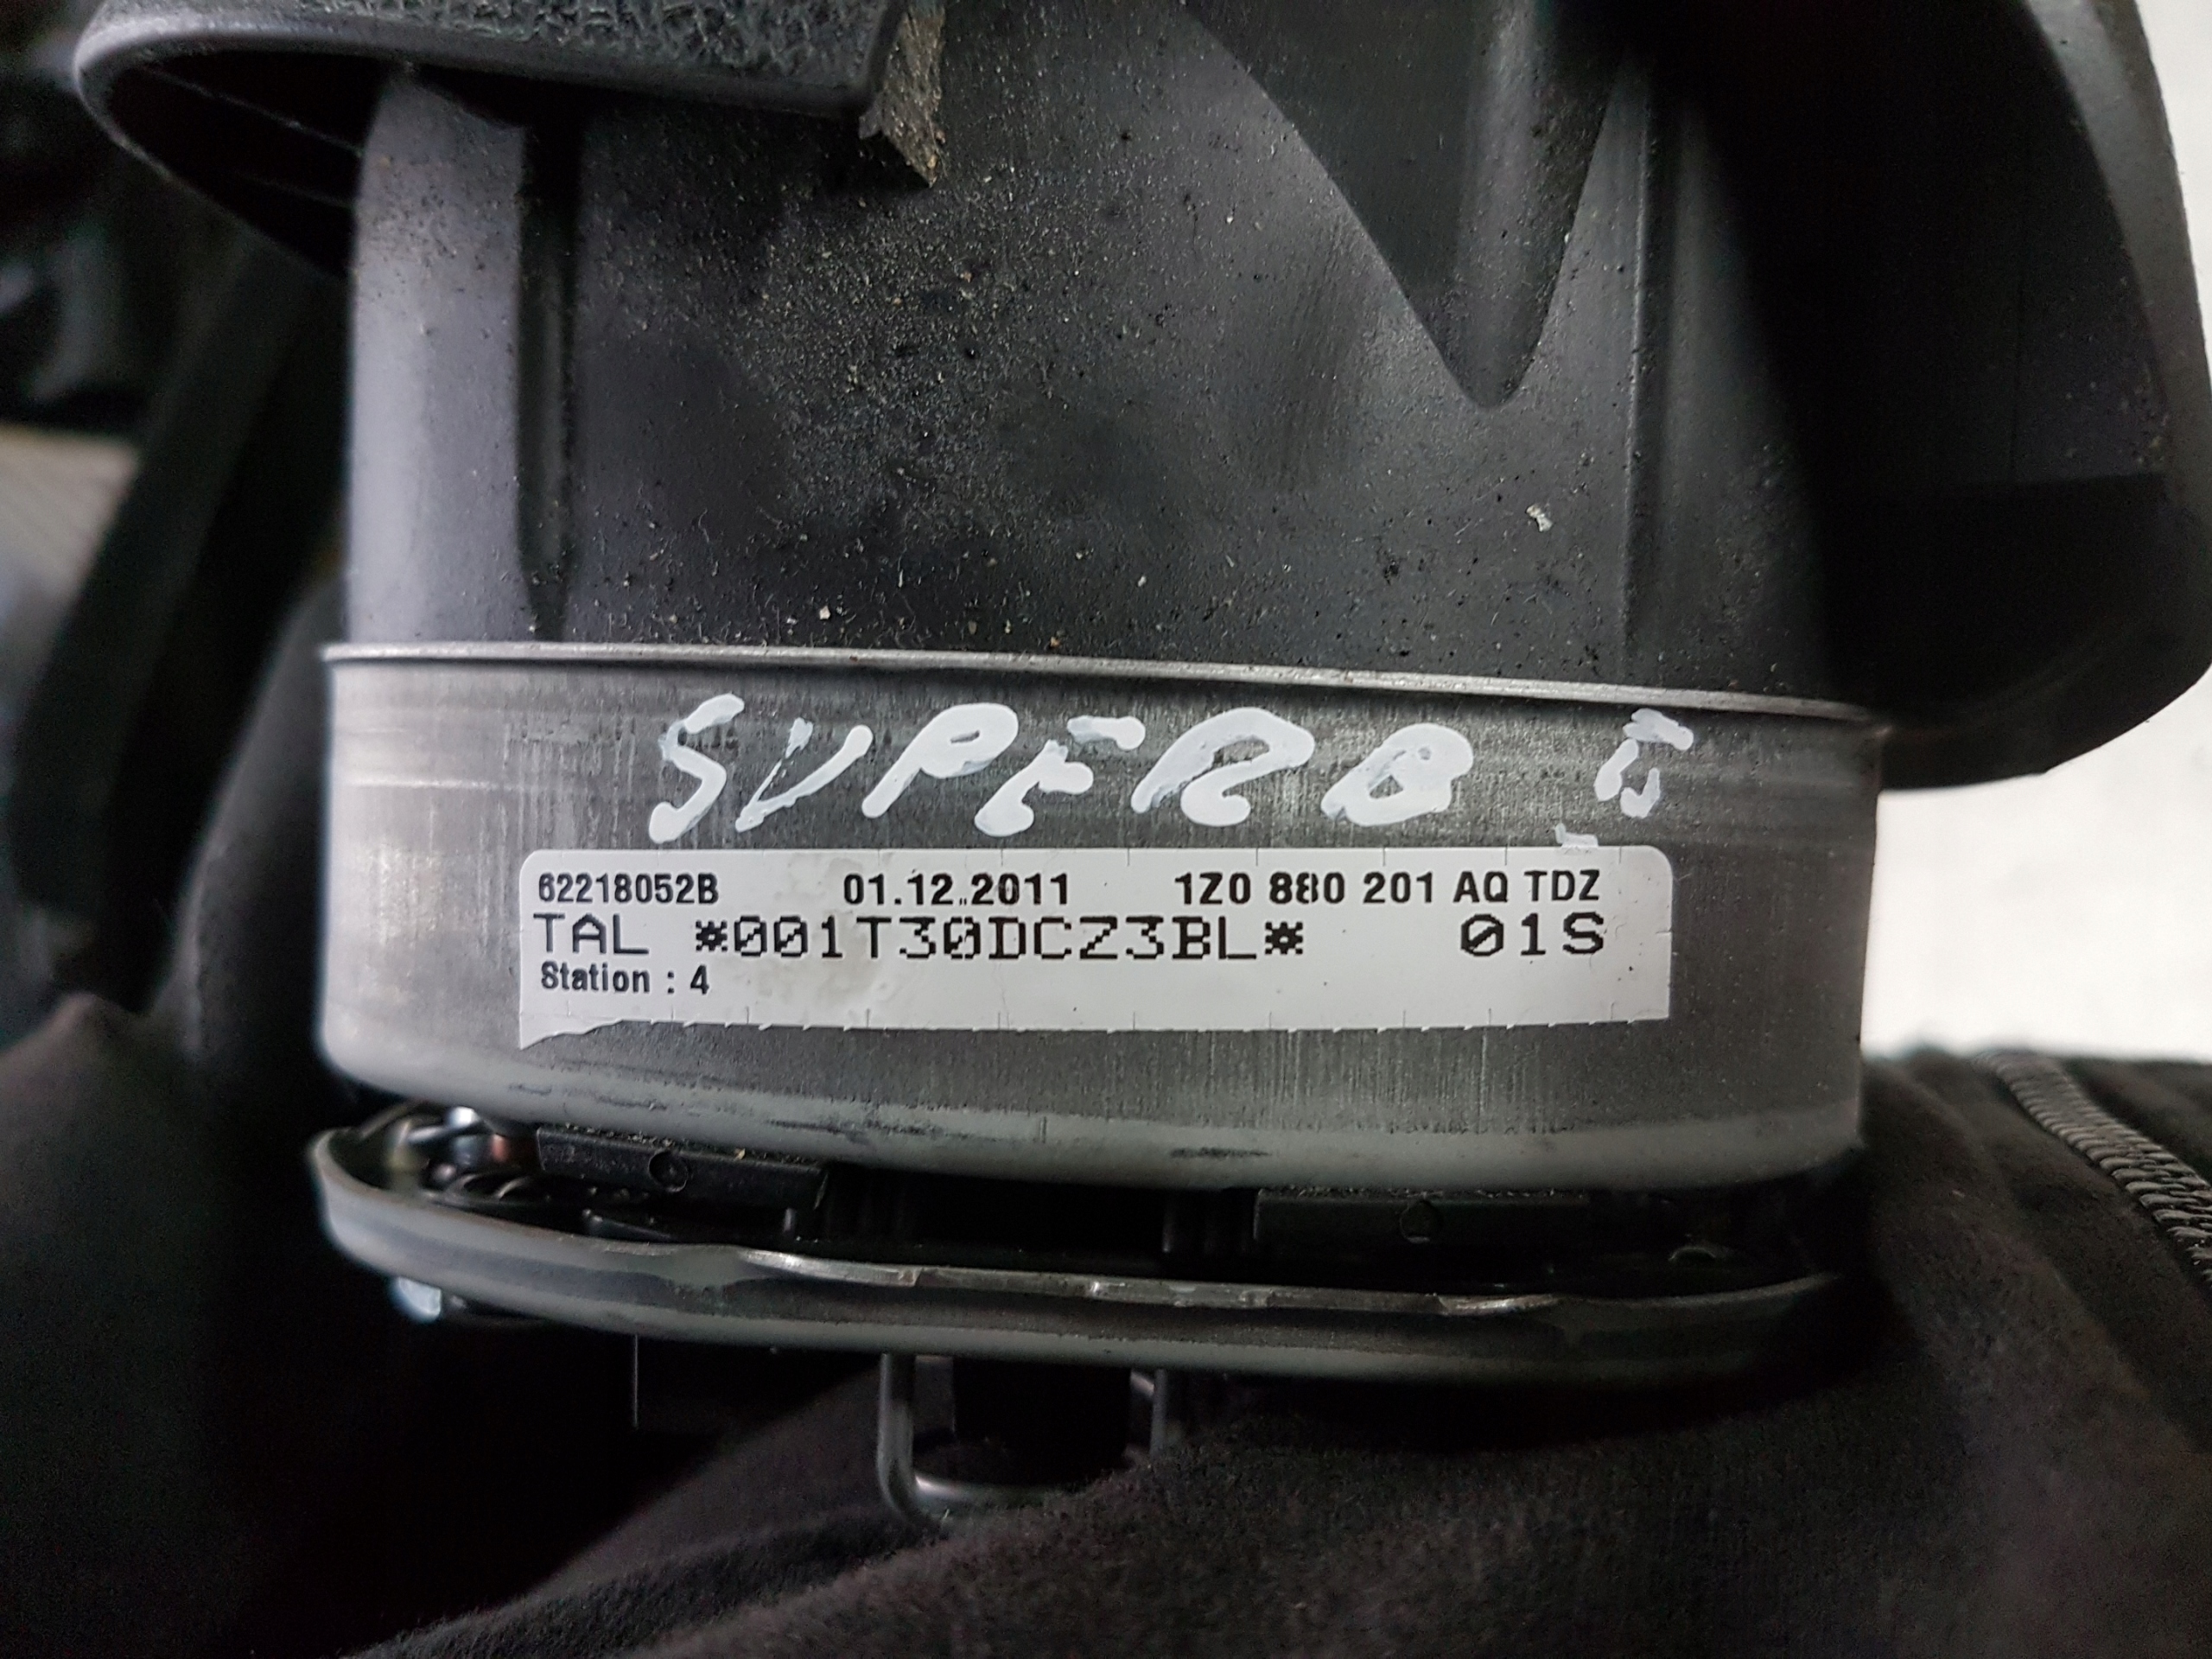 SUPERB
62218052B 01.12.2011 1Z0 880 201 AQ TDZ
TAL *001T30DCZ3BL* 01S
Station : 4